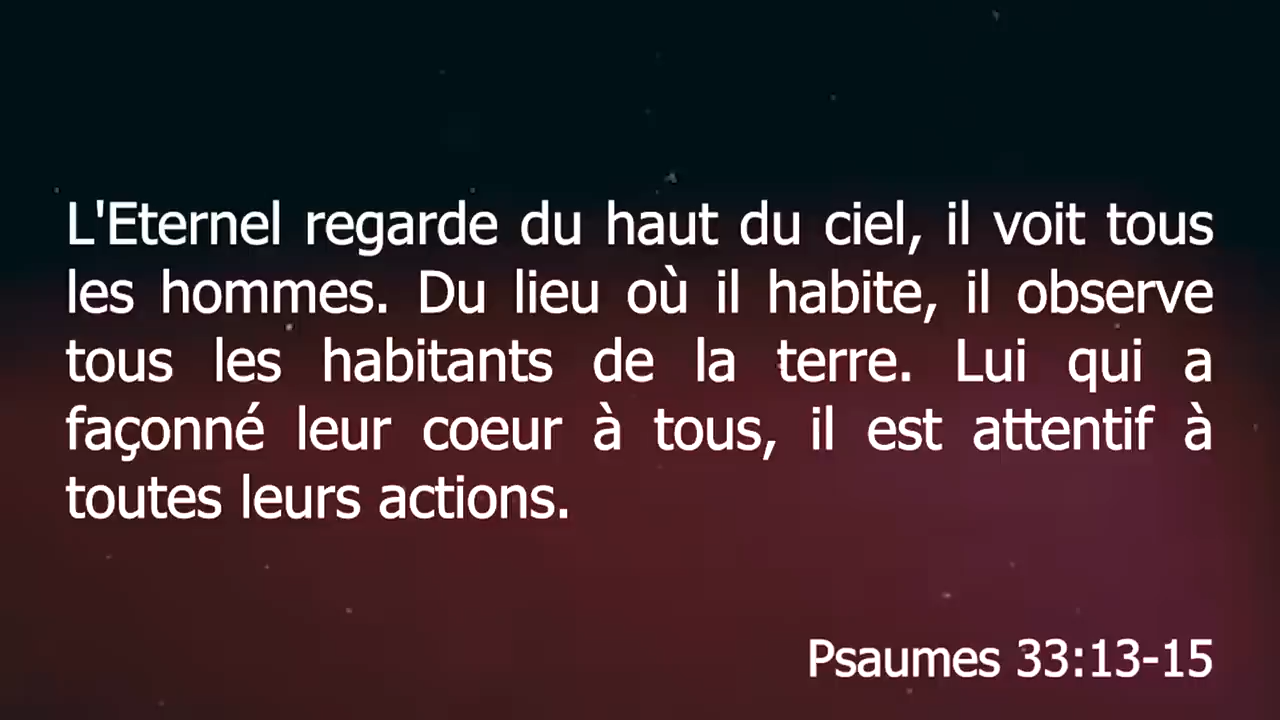 L'Eternel regarde du haut du ciel, il voit tous
les hommes. Du lieu où il habite, il observe
tous les habitants de la terre. Lui qui a
façonné leur coeur à tous, il est attentif à
toutes leurs actions.
Psaumes 33:13-15